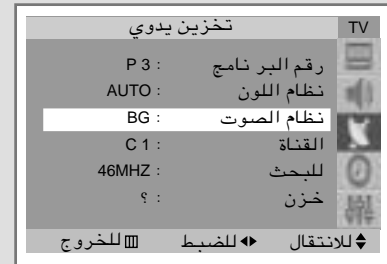 TV تخزين يدوي
رقم البرنامج : P 3
نظام اللون : AUTO
نظام الصوت : BG
القناة : C 1
للبحث : 46MHZ
خزن : ؟
للانتقال للضبط للخروج